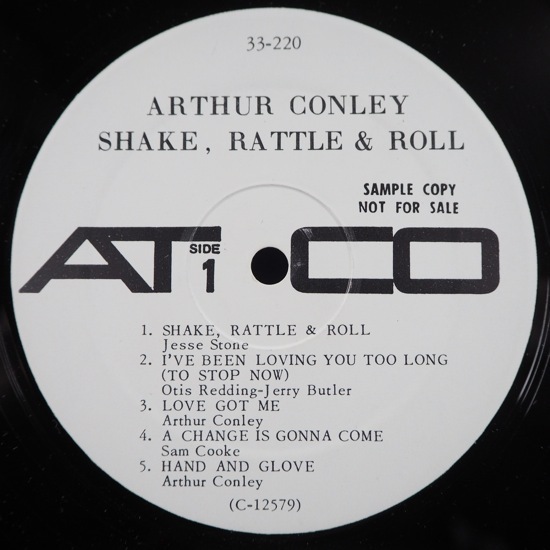 33-220
ARTHUR CONLEY
SHAKE, RATTLE & ROLL
SAMPLE COPY
NOT FOR SALE
ATCO
SIDE
1
1. SHAKE, RATTLE & ROLL
Jesse Stone
2. I'VE BEEN LOVING YOU TOO LONG
(TO STOP NOW)
Otis Redding-Jerry Butler
3. LOVE GOT ME
Arthur Conley
4. A CHANGE IS GONNA COME
Sam Cooke
5. HAND AND GLOVE
Arthur Conley
(C-12579)